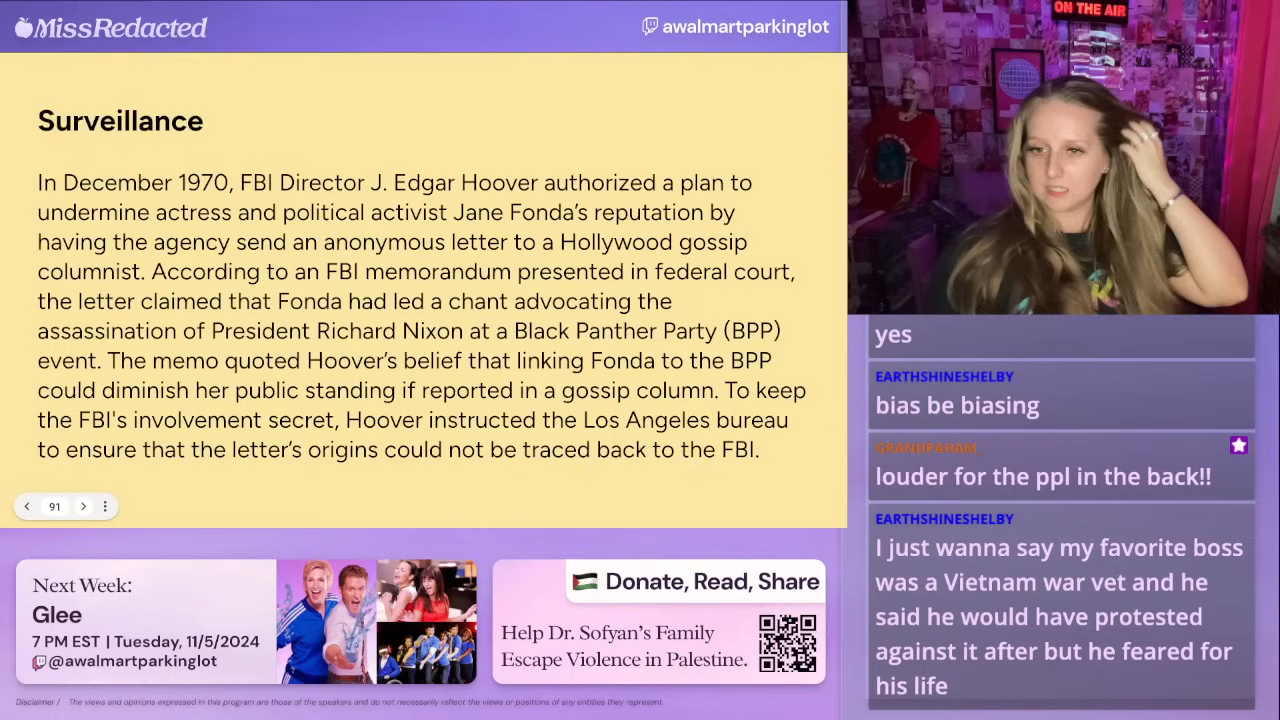 MissRedacted
awalmartparkinglot
ON THE AIR
Surveillance
In December 1970, FBI Director J. Edgar Hoover authorized a plan to
undermine actress and political activist Jane Fonda’s reputation by
having the agency send an anonymous letter to a Hollywood gossip
columnist. According to an FBI memorandum presented in federal court,
the letter claimed that Fonda had led a chant advocating the
assassination of President Richard Nixon at a Black Panther Party (BPP)
event. The memo quoted Hoover’s belief that linking Fonda to the BPP
could diminish her public standing if reported in a gossip column. To keep
the FBI's involvement secret, Hoover instructed the Los Angeles bureau
to ensure that the letter’s origins could not be traced back to the FBI.
91
yes
EARTHSHINESHELBY
bias be biasing
GRANDPAHAM
louder for the ppl in the back!!
EARTHSHINESHELBY
I just wanna say my favorite boss
was a Vietnam war vet and he
said he would have protested
against it after but he feared for
his life
Next Week:
Glee
7 PM EST | Tuesday, 11/5/2024
@awalmartparkinglot
Donate, Read, Share
Help Dr. Sofyan’s Family
Escape Violence in Palestine.
Disclaimer / The views and opinions expressed in this program are those of the speakers and do not necessarily reflect the views or positions of any entities they represent